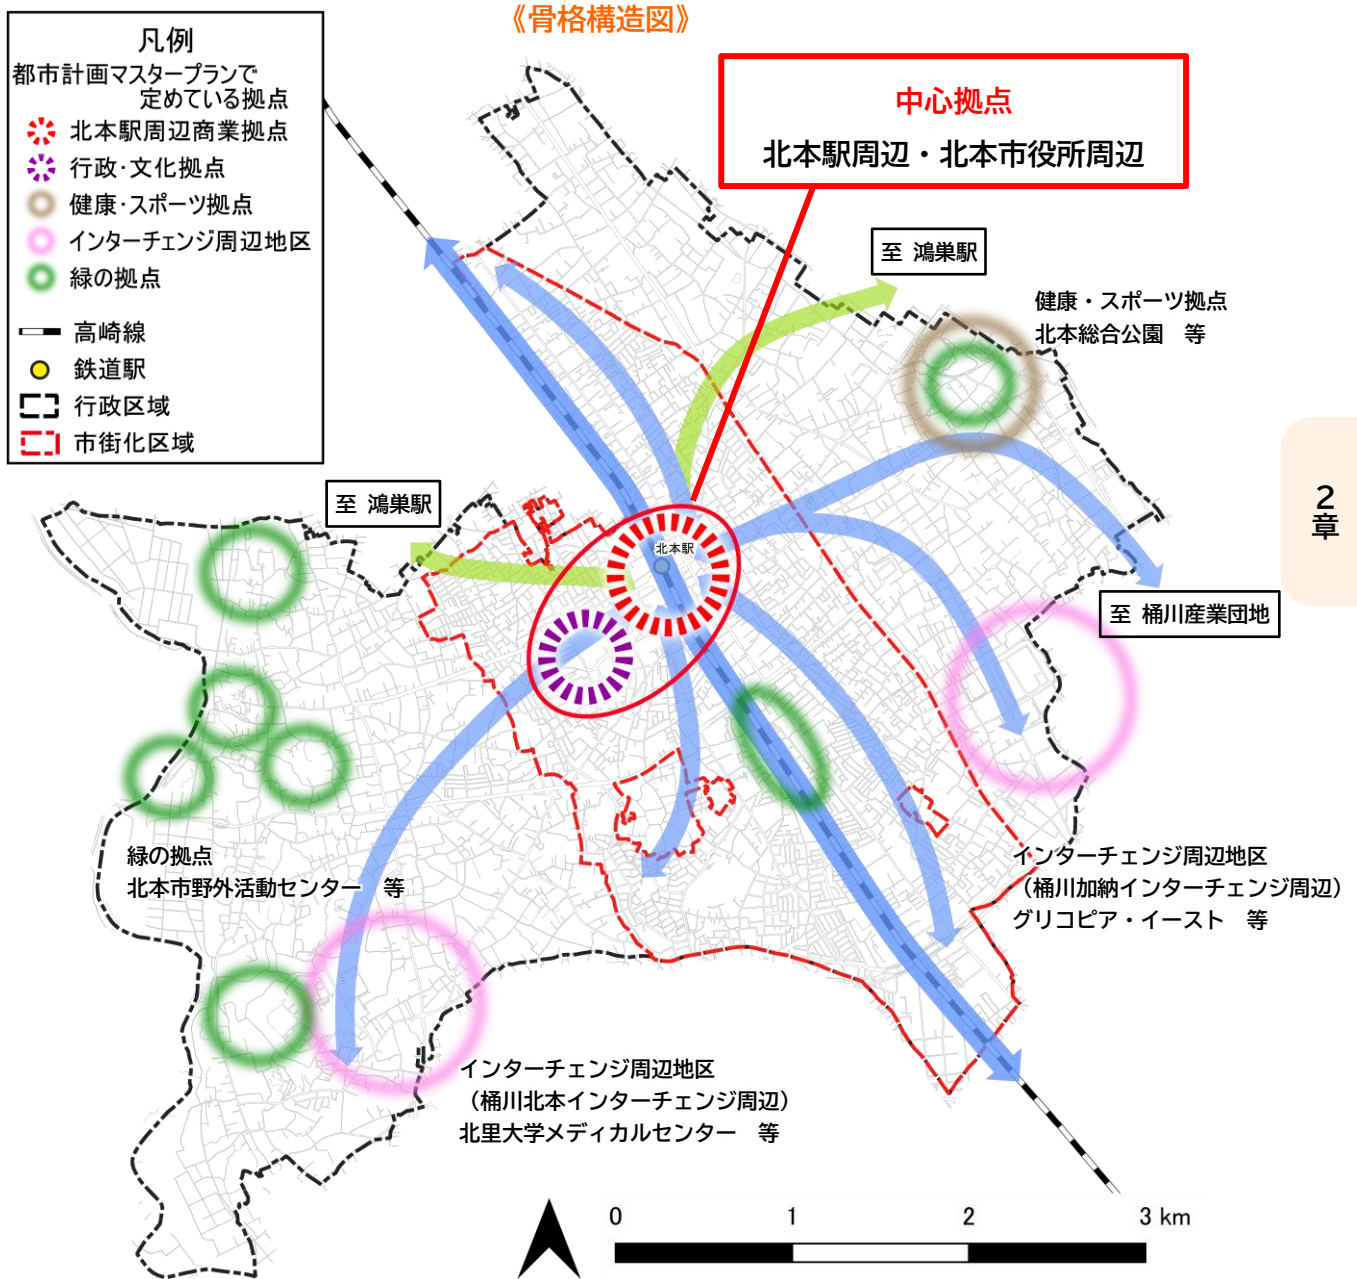 《骨格構造図》
凡例
都市計画マスタープランで
定めている拠点
北本駅周辺商業拠点
行政・文化拠点
健康・スポーツ拠点
インターチェンジ周辺地区
緑の拠点
高崎線
鉄道駅
行政区域
市街化区域
中心拠点
北本駅周辺・北本市役所周辺
至 鴻巣駅
健康・スポーツ拠点
北本総合公園 等
2章
至 鴻巣駅
北本駅
至 桶川産業団地
緑の拠点
北本市野外活動センター 等
インターチェンジ周辺地区
（桶川加納インターチェンジ周辺）
グリコピア・イースト 等
インターチェンジ周辺地区
（桶川北本インターチェンジ周辺）
北里大学メディカルセンター 等
0 1 2 3 km